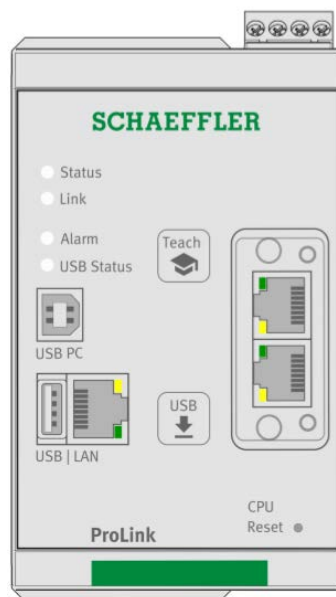 SCHAEFFLER
Status
Link
Alarm
USB Status
Teach
USB PC
USB
USB | LAN
CPU
Reset
ProLink